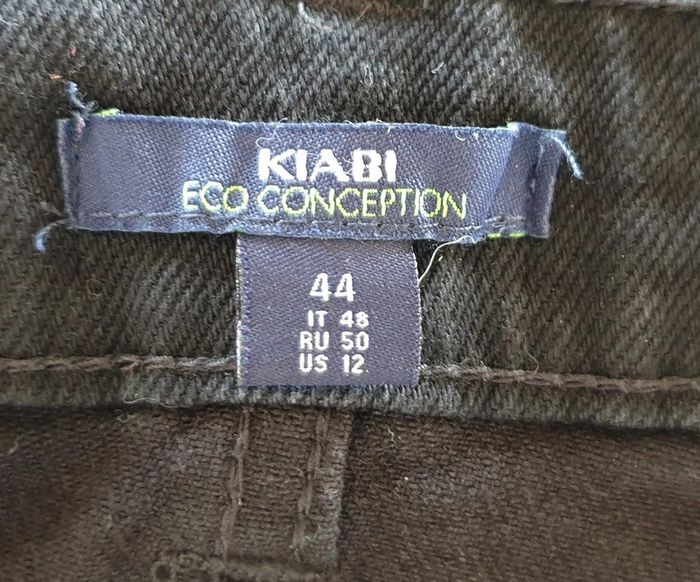 KIABI
ECO CONCEPTION
44
IT 48
RU 50
US 12